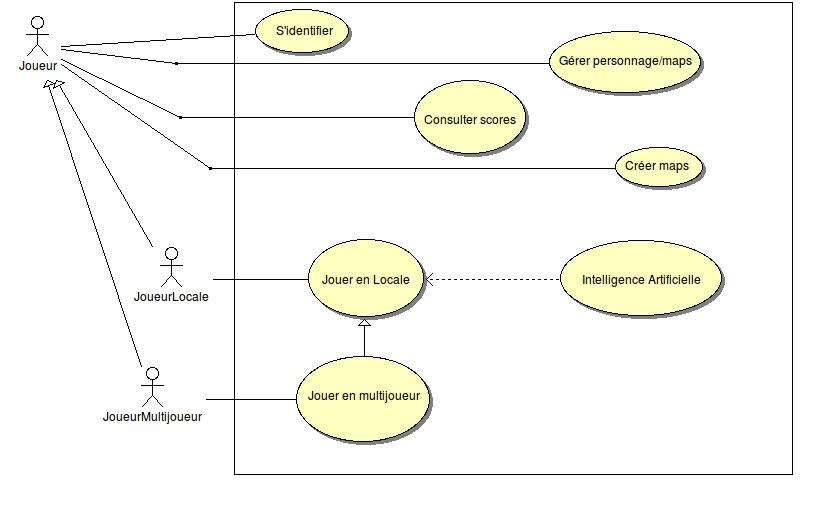 S'identifier
Joueur
Gérer personnage/maps
Consulter scores
Créer maps
JoueurLocale
Jouer en Locale
Intelligence Artificielle
JoueurMultijoueur
Jouer en multijoueur